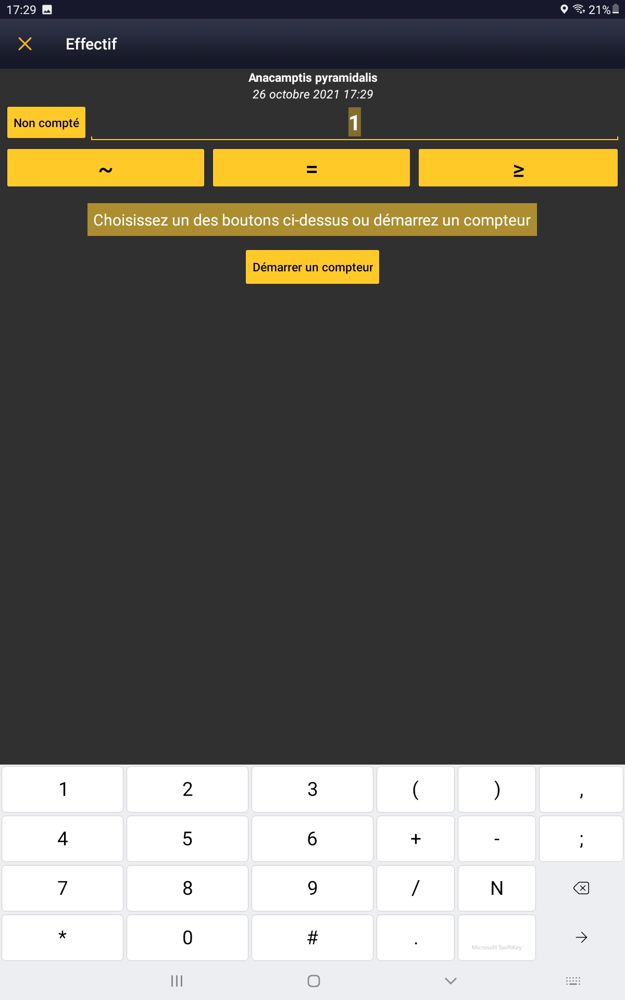 17:29 21%
Effectif
Anacamptis pyramidalis
26 octobre 2021 17:29
Non compté 1
~ = ≥
Choisissez un des boutons ci-dessus ou démarrez un compteur
Démarrer un compteur
1 2 3 ( ) ,
4 5 6 + - ;
7 8 9 / N
* 0 # .
Microsoft SwiftKey